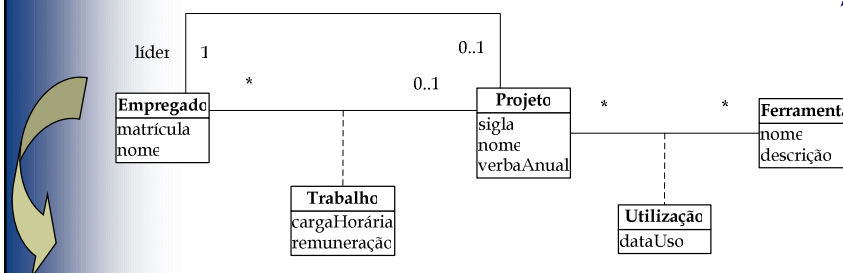 líder 1
0..1
*
0..1
Empregado
matrícula
nome
Projeto
sigla
nome
verbaAnual
*
*
Ferramenta
nome
descrição
Trabalho
cargaHorária
remuneração
Utilização
dataUso